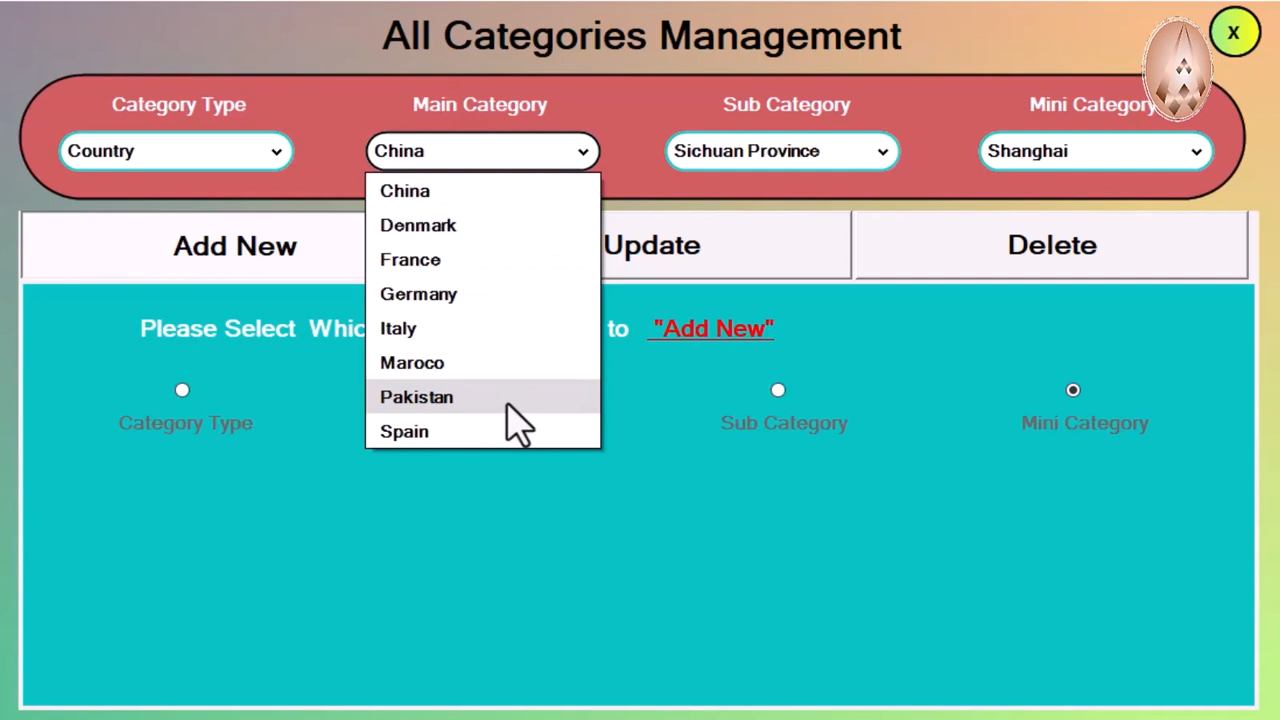 All Categories Management
X
Category Type
Main Category
Sub Category
Mini Category
Country
China
Sichuan Province
Shanghai
China
Denmark
France
Germany
Italy
Maroco
Pakistan
Spain
Add New
Update
Delete
Please Select
to "Add New"
Category Type
Sub Category
Mini Category